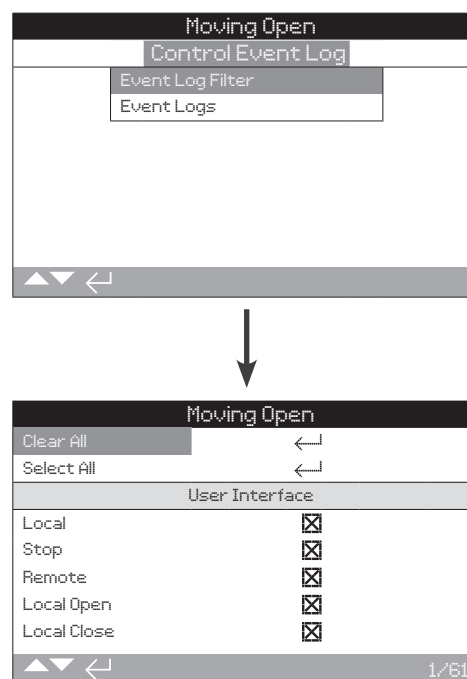 Moving Open
Control Event Log
Event Log Filter
Event Logs
Moving Open
Clear All
Select All
User Interface
Local
Stop
Remote
Local Open
Local Close
1/61